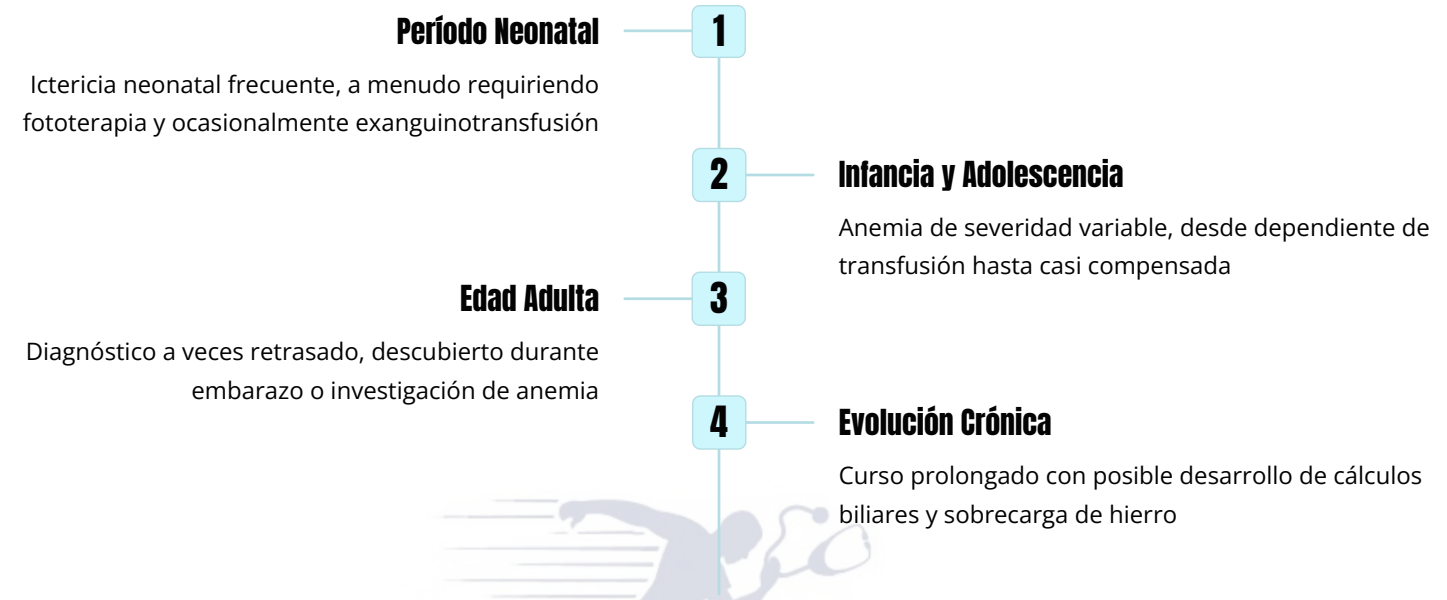 Período Neonatal
1
Ictericia neonatal frecuente, a menudo requiriendo
fototerapia y ocasionalmente exanguinotransfusión
2
Infancia y Adolescencia
Anemia de severidad variable, desde dependiente de
transfusión hasta casi compensada
Edad Adulta
3
Diagnóstico a veces retrasado, descubierto durante
embarazo o investigación de anemia
4
Evolución Crónica
Curso prolongado con posible desarrollo de cálculos
biliares y sobrecarga de hierro